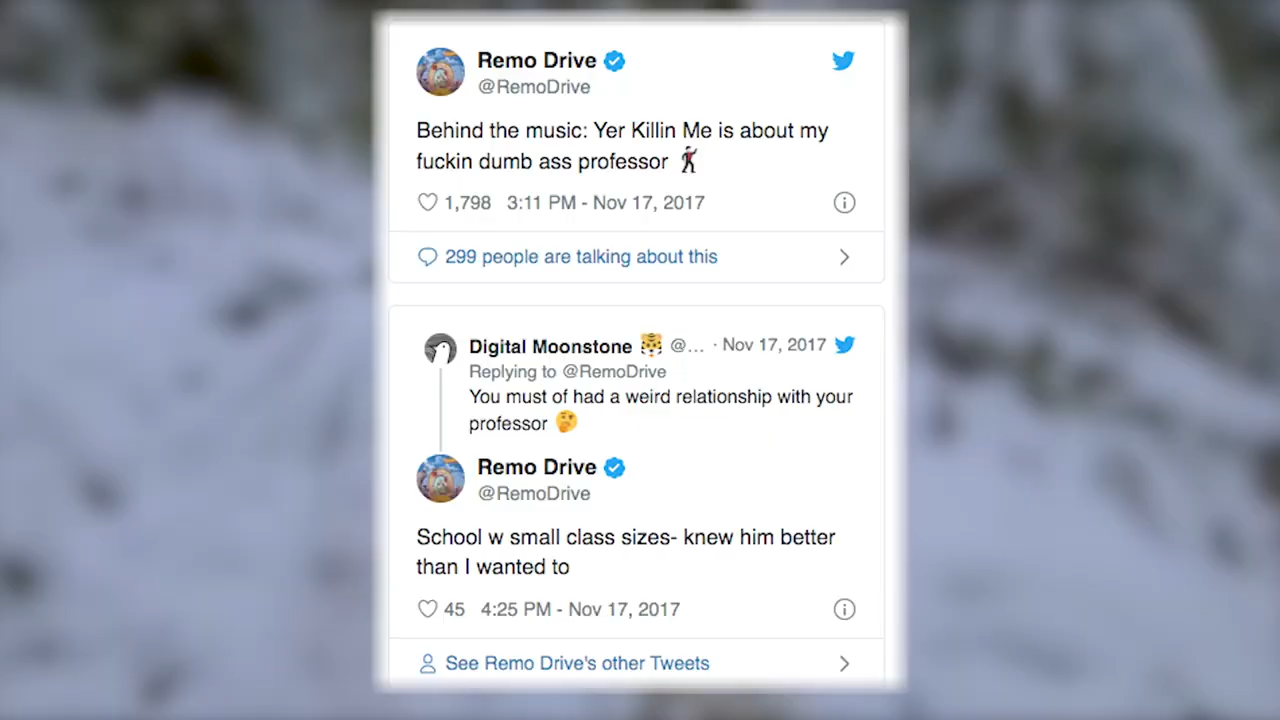 Remo Drive
@RemoDrive
Behind the music: Yer Killin Me is about my
fuckin dumb ass professor 🕺🏻
1,798 3:11 PM - Nov 17, 2017
299 people are talking about this
Digital Moonstone 🐯 @... · Nov 17, 2017
Replying to @RemoDrive
You must of had a weird relationship with your
professor 🤔
Remo Drive
@RemoDrive
School w small class sizes- knew him better
than I wanted to
45 4:25 PM - Nov 17, 2017
See Remo Drive's other Tweets